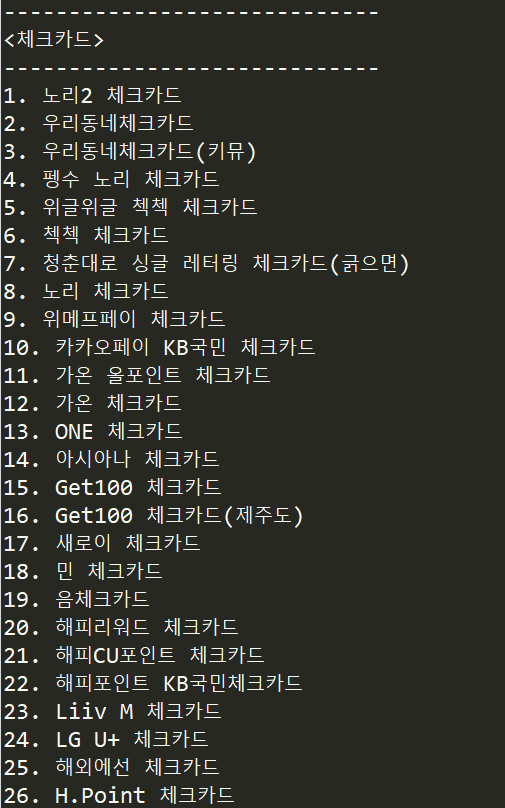 -----------------------------
<체크카드>
-----------------------------
1. 노리2 체크카드
2. 우리동네체크카드
3. 우리동네체크카드(키뮤)
4. 펭수 노리 체크카드
5. 위글위글 첵첵 체크카드
6. 첵첵 체크카드
7. 청춘대로 싱글 레터링 체크카드(긁으면)
8. 노리 체크카드
9. 위메프페이 체크카드
10. 카카오페이 KB국민 체크카드
11. 가온 올포인트 체크카드
12. 가온 체크카드
13. ONE 체크카드
14. 아시아나 체크카드
15. Get100 체크카드
16. Get100 체크카드(제주도)
17. 새로이 체크카드
18. 민 체크카드
19. 음체크카드
20. 해피리워드 체크카드
21. 해피CU포인트 체크카드
22. 해피포인트 KB국민체크카드
23. Liiv M 체크카드
24. LG U+ 체크카드
25. 해외에선 체크카드
26. H.Point 체크카드